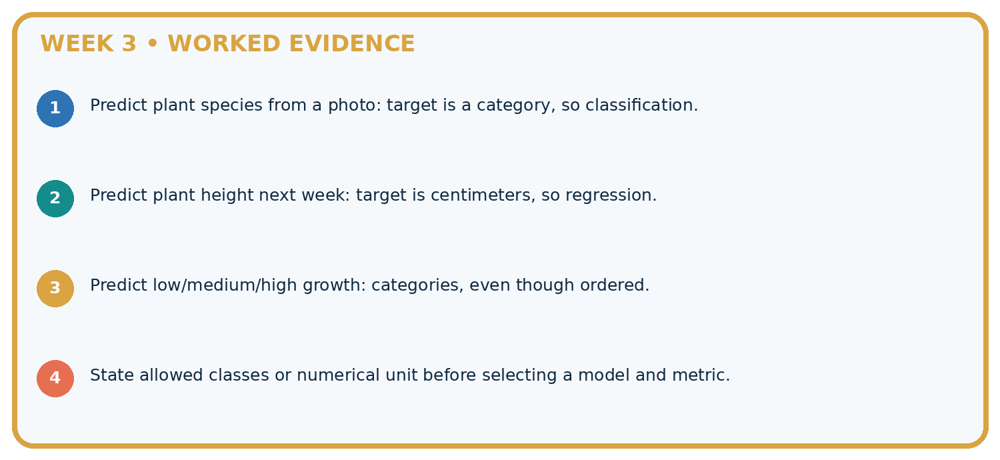 WEEK 3 • WORKED EVIDENCE
1 Predict plant species from a photo: target is a category, so classification.
2 Predict plant height next week: target is centimeters, so regression.
3 Predict low/medium/high growth: categories, even though ordered.
4 State allowed classes or numerical unit before selecting a model and metric.